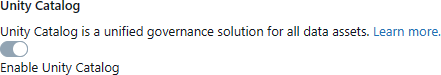 Unity Catalog
Unity Catalog is a unified governance solution for all data assets. Learn more.
Enable Unity Catalog